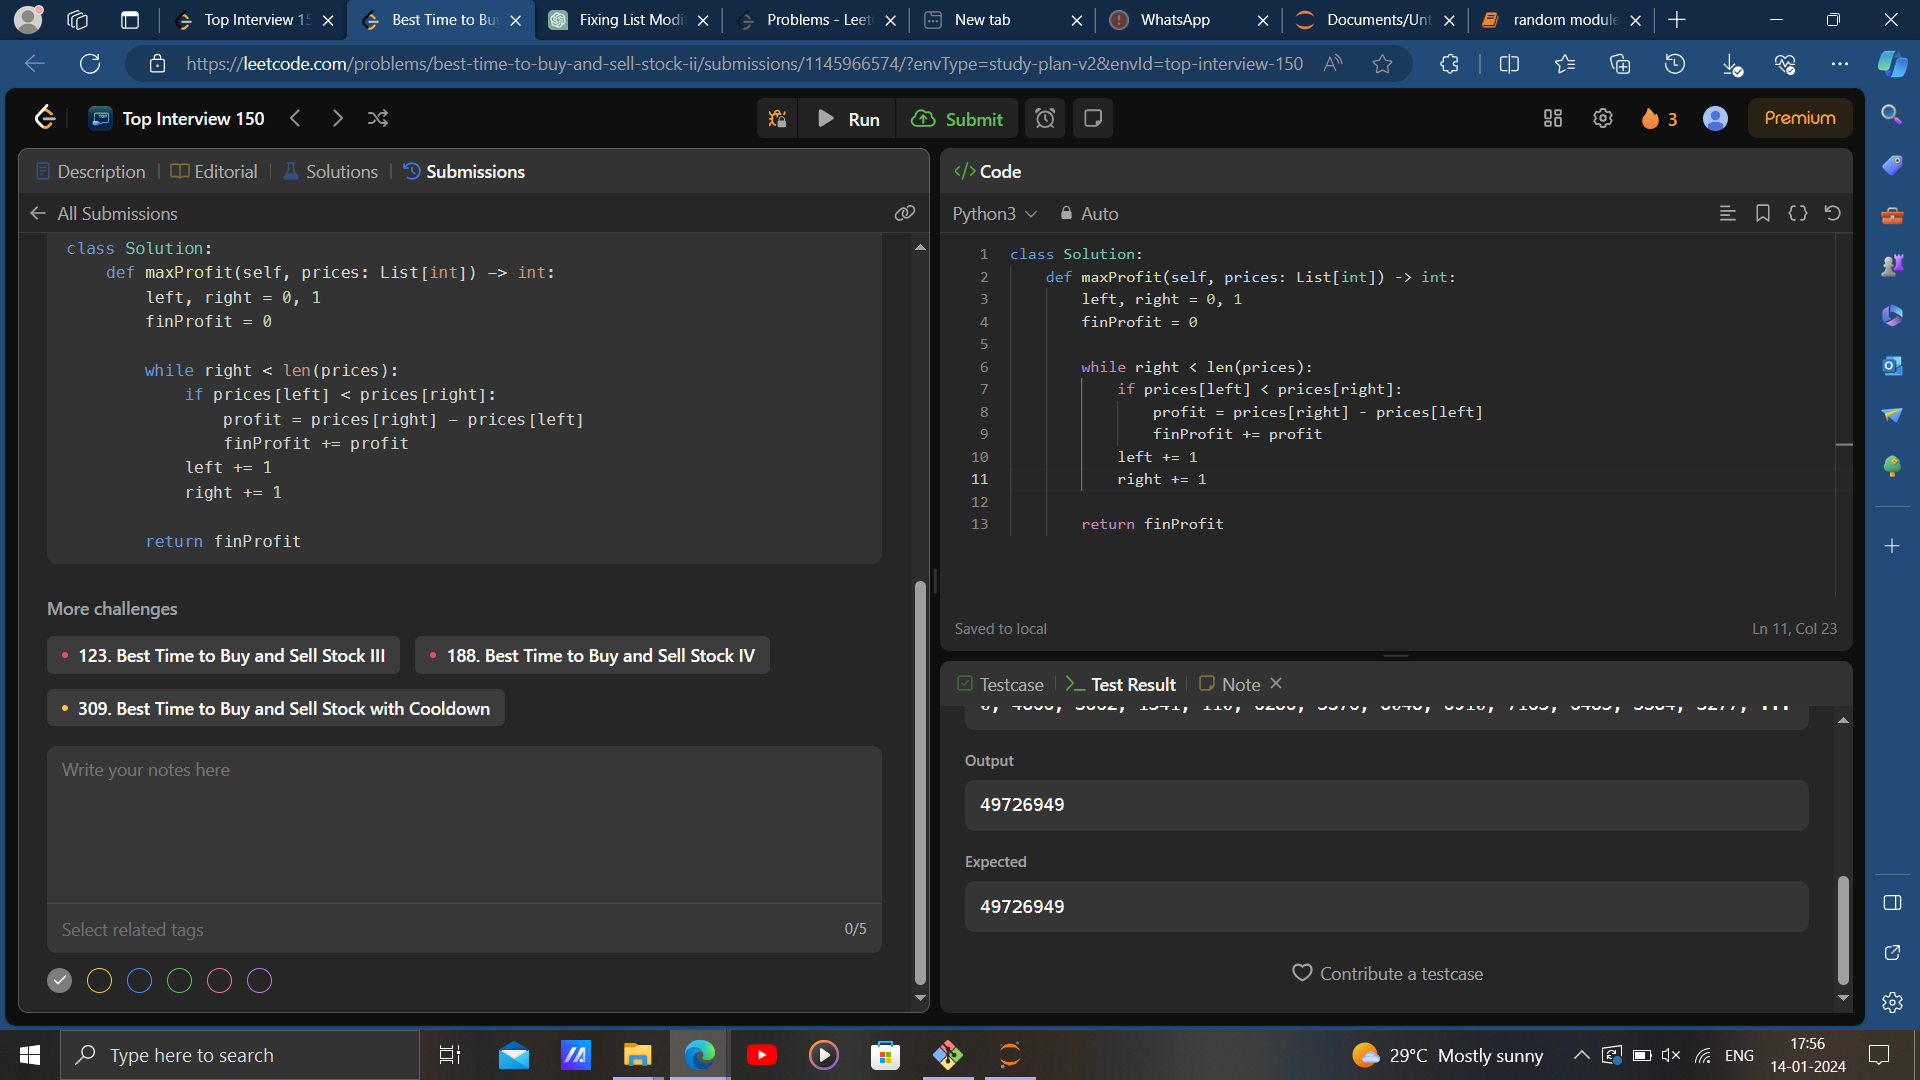 Top Interview 15
Best Time to Bu
Fixing List Modi
Problems - Leet
New tab
WhatsApp
Documents/Unt
random module
https://leetcode.com/problems/best-time-to-buy-and-sell-stock-ii/submissions/1145966574/?envType=study-plan-v2&envId=top-interview-150
Top Interview 150
Run
Submit
3
Premium
Description
Editorial
Solutions
Submissions
All Submissions
class Solution:
def maxProfit(self, prices: List[int]) -> int:
left, right = 0, 1
finProfit = 0
while right < len(prices):
if prices[left] < prices[right]:
profit = prices[right] - prices[left]
finProfit += profit
left += 1
right += 1
return finProfit
More challenges
123. Best Time to Buy and Sell Stock III
188. Best Time to Buy and Sell Stock IV
309. Best Time to Buy and Sell Stock with Cooldown
Write your notes here
Select related tags
0/5
</> Code
Python3
Auto
1 class Solution:
2 def maxProfit(self, prices: List[int]) -> int:
3 left, right = 0, 1
4 finProfit = 0
5
6 while right < len(prices):
7 if prices[left] < prices[right]:
8 profit = prices[right] - prices[left]
9 finProfit += profit
10 left += 1
11 right += 1
12
13 return finProfit
Saved to local
Ln 11, Col 23
Testcase
Test Result
Note
Output
49726949
Expected
49726949
Contribute a testcase
Type here to search
29°C Mostly sunny
ENG
17:56
14-01-2024